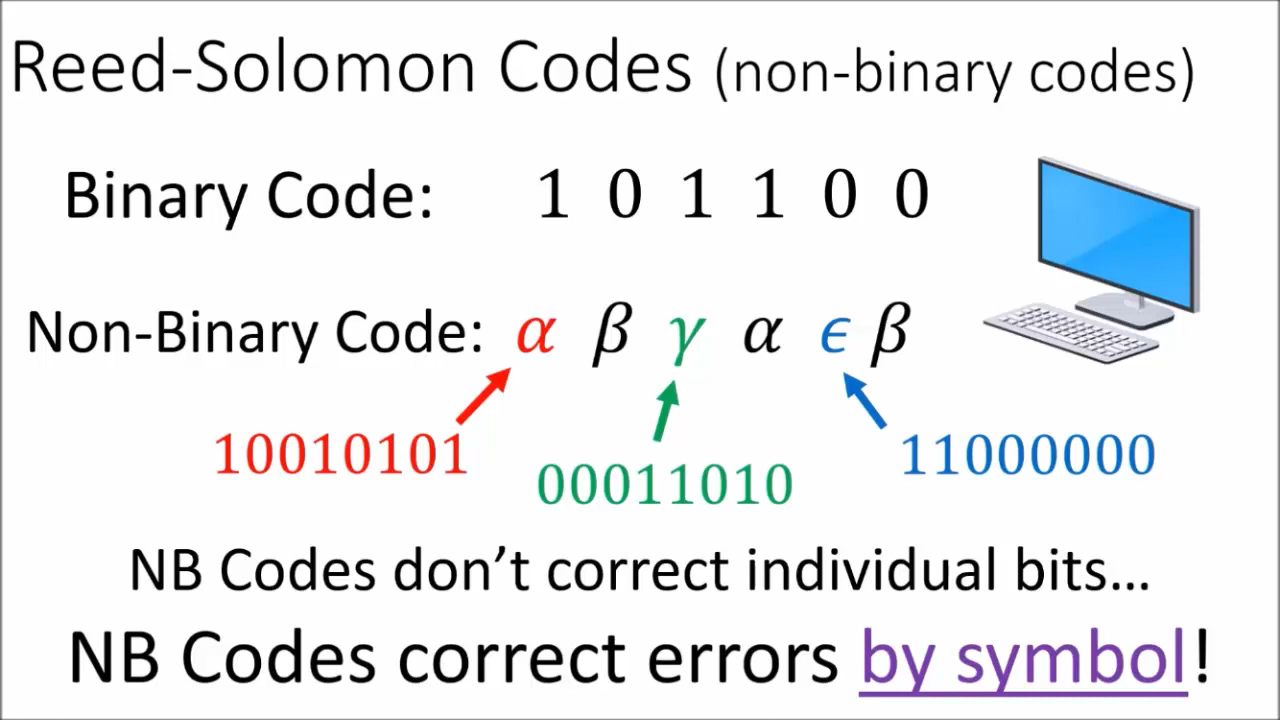 Reed-Solomon Codes (non-binary codes)
Binary Code: 1 0 1 1 0 0
Non-Binary Code: α β γ α ϵ β
10010101
00011010
11000000
NB Codes don’t correct individual bits…
NB Codes correct errors by symbol!